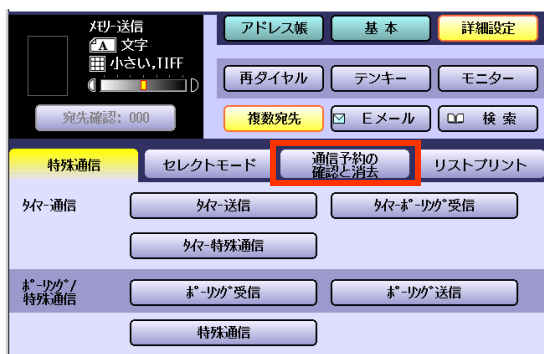 ﾒﾓﾘｰ送信
A 文字
小さい,TIFF
D
宛先確認: 000
アドレス帳
基 本
詳細設定
再ダイヤル
テンキー
モニター
複数宛先
Eメール
検 索
特殊通信
セレクトモード
通信予約の
確認と消去
リストプリント
ﾀｲﾏｰ通信
ﾀｲﾏｰ送信
ﾀｲﾏｰﾎﾟｰﾘﾝｸﾞ受信
ﾀｲﾏｰ特殊通信
ﾎﾟｰﾘﾝｸﾞ/
特殊通信
ﾎﾟｰﾘﾝｸﾞ受信
ﾎﾟｰﾘﾝｸﾞ送信
特殊通信